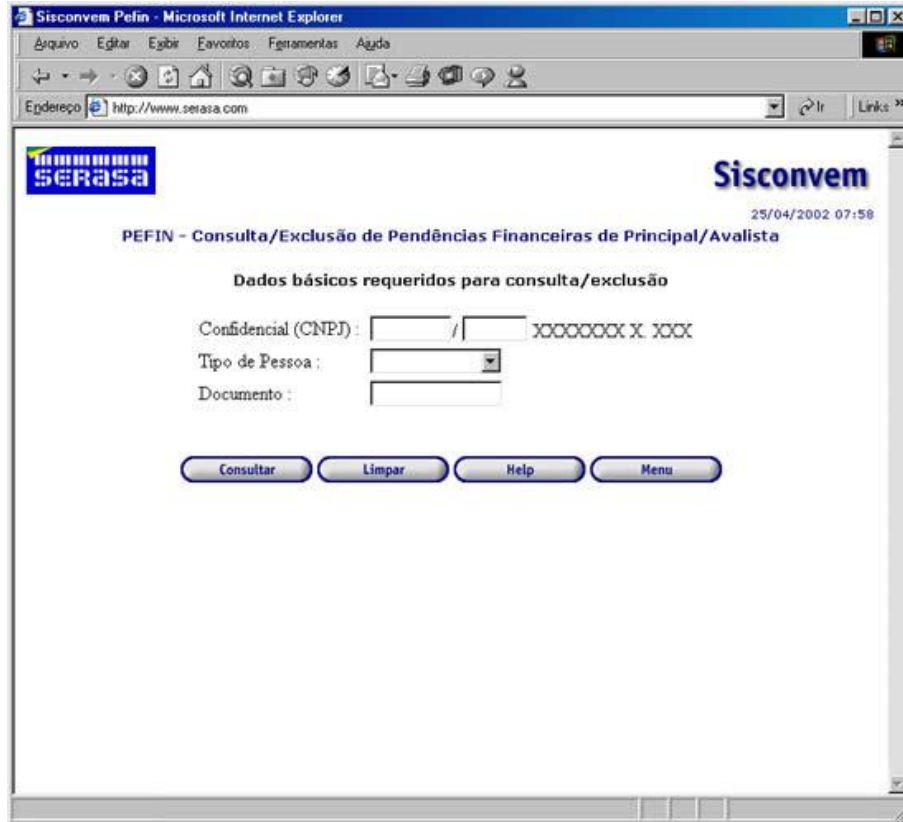 Sisconvem Pefin - Microsoft Internet Explorer
Arquivo Editar Exibir Favoritos Ferramentas Ajuda
Endereço http://www.serasa.com Ir Links »
serasa
Sisconvem
25/04/2002 07:58
PEFIN - Consulta/Exclusão de Pendências Financeiras de Principal/Avalista
Dados básicos requeridos para consulta/exclusão
Confidencial (CNPJ) : / XXXXXXXX X. XXX
Tipo de Pessoa :
Documento :
Consultar Limpar Help Menu